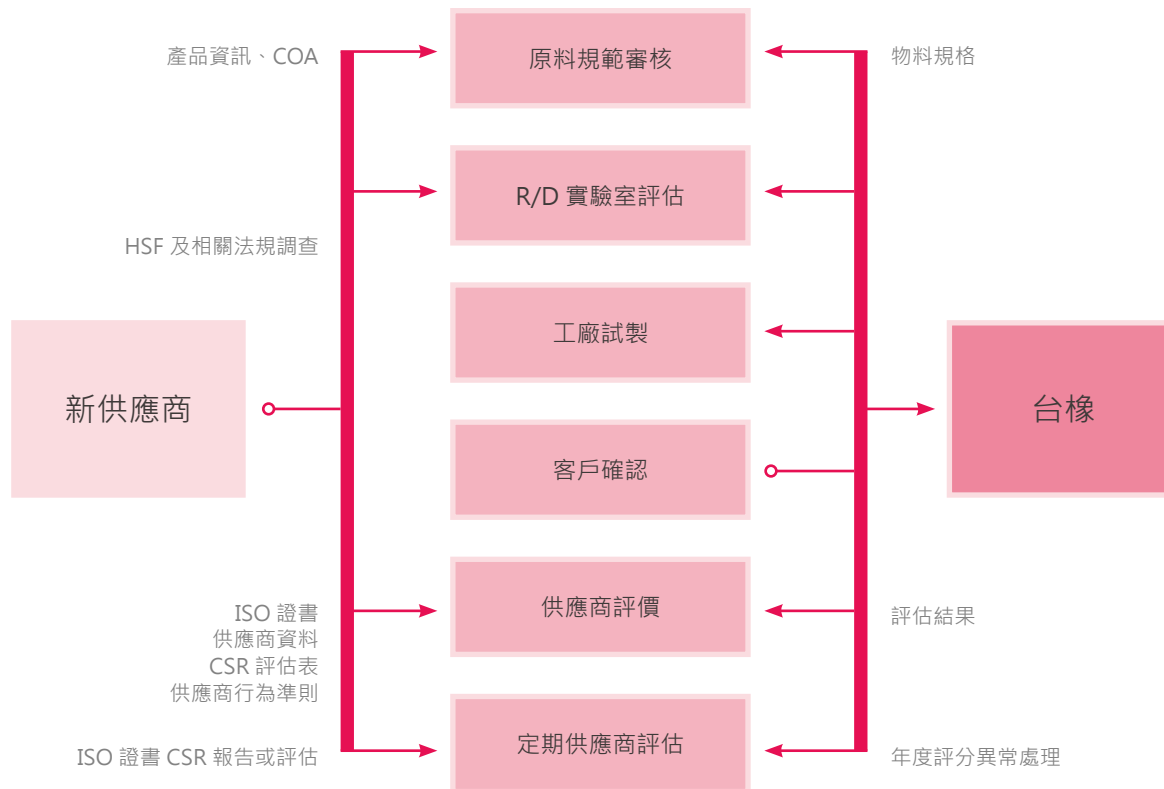 產品資訊、COA
原料規範審核
物料規格
R/D 實驗室評估
HSF 及相關法規調查
工廠試製
新供應商
台橡
客戶確認
ISO 證書
供應商資料
CSR 評估表
供應商行為準則
供應商評價
評估結果
ISO 證書 CSR 報告或評估
定期供應商評估
年度評分異常處理